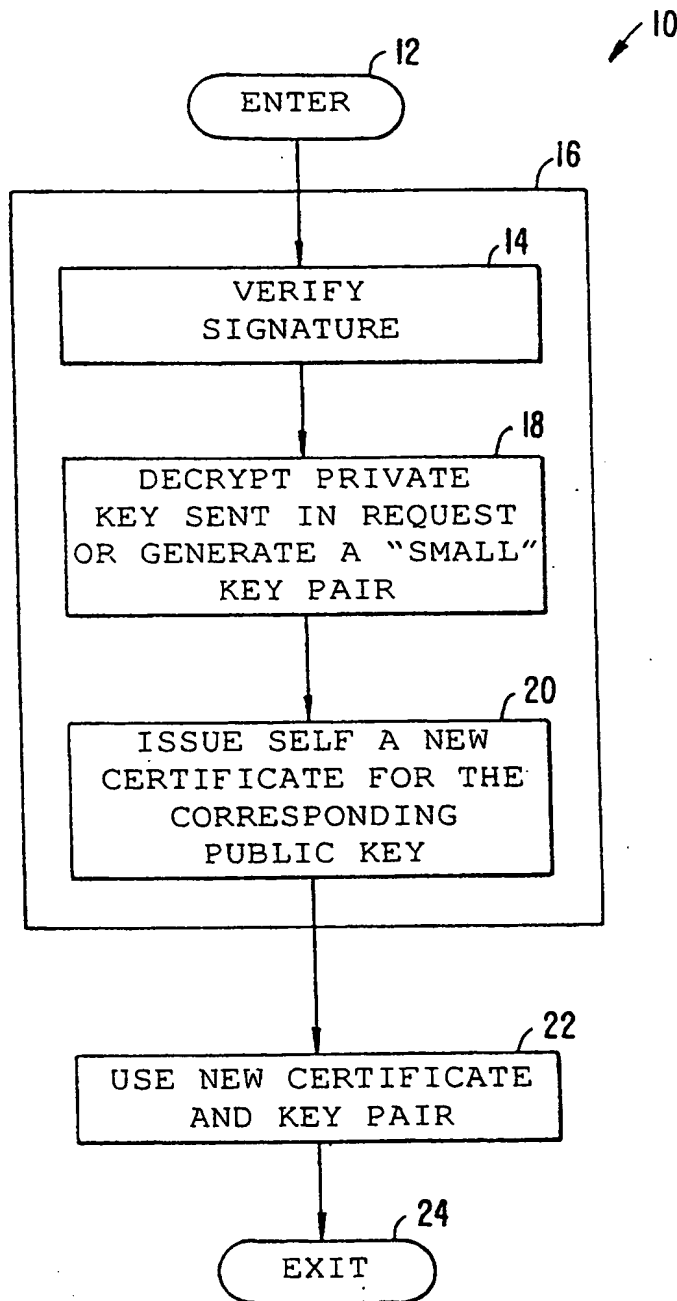 10
12
ENTER
16
14
VERIFY
SIGNATURE
18
DECRYPT PRIVATE
KEY SENT IN REQUEST
OR GENERATE A “SMALL”
KEY PAIR
20
ISSUE SELF A NEW
CERTIFICATE FOR THE
CORRESPONDING
PUBLIC KEY
22
USE NEW CERTIFICATE
AND KEY PAIR
24
EXIT